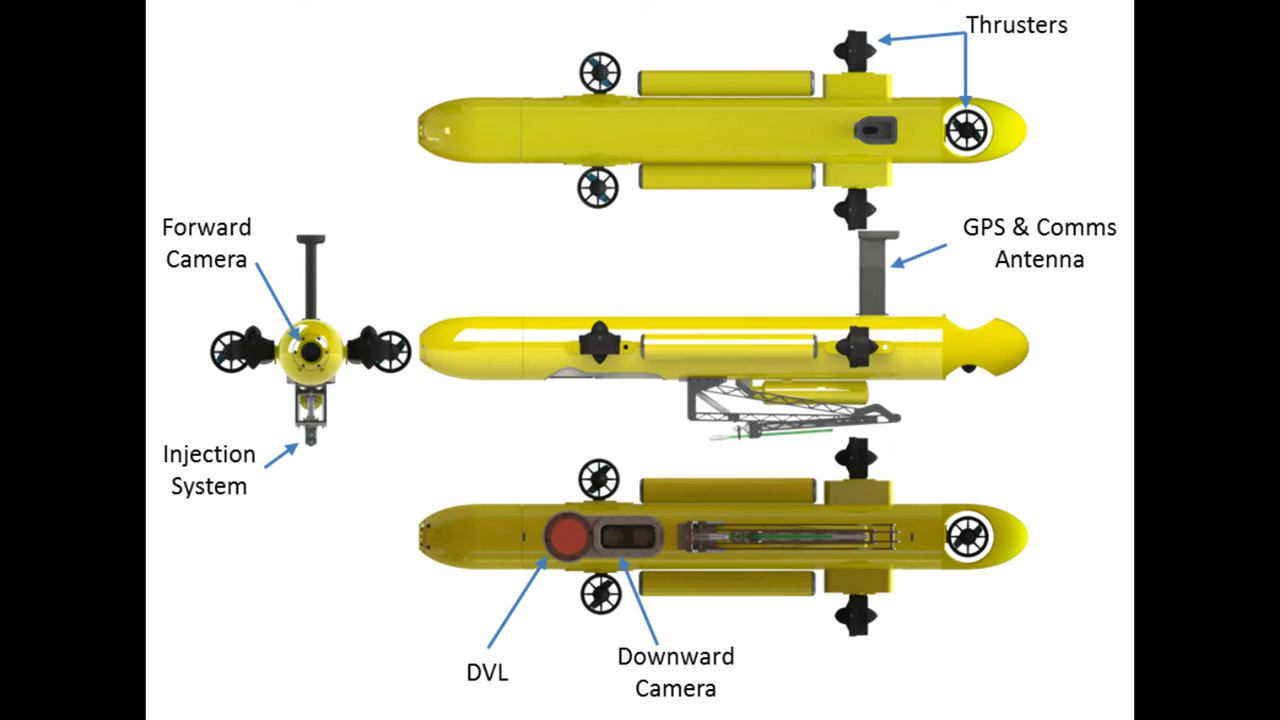 Thrusters
Forward
Camera
GPS & Comms
Antenna
Injection
System
DVL
Downward
Camera